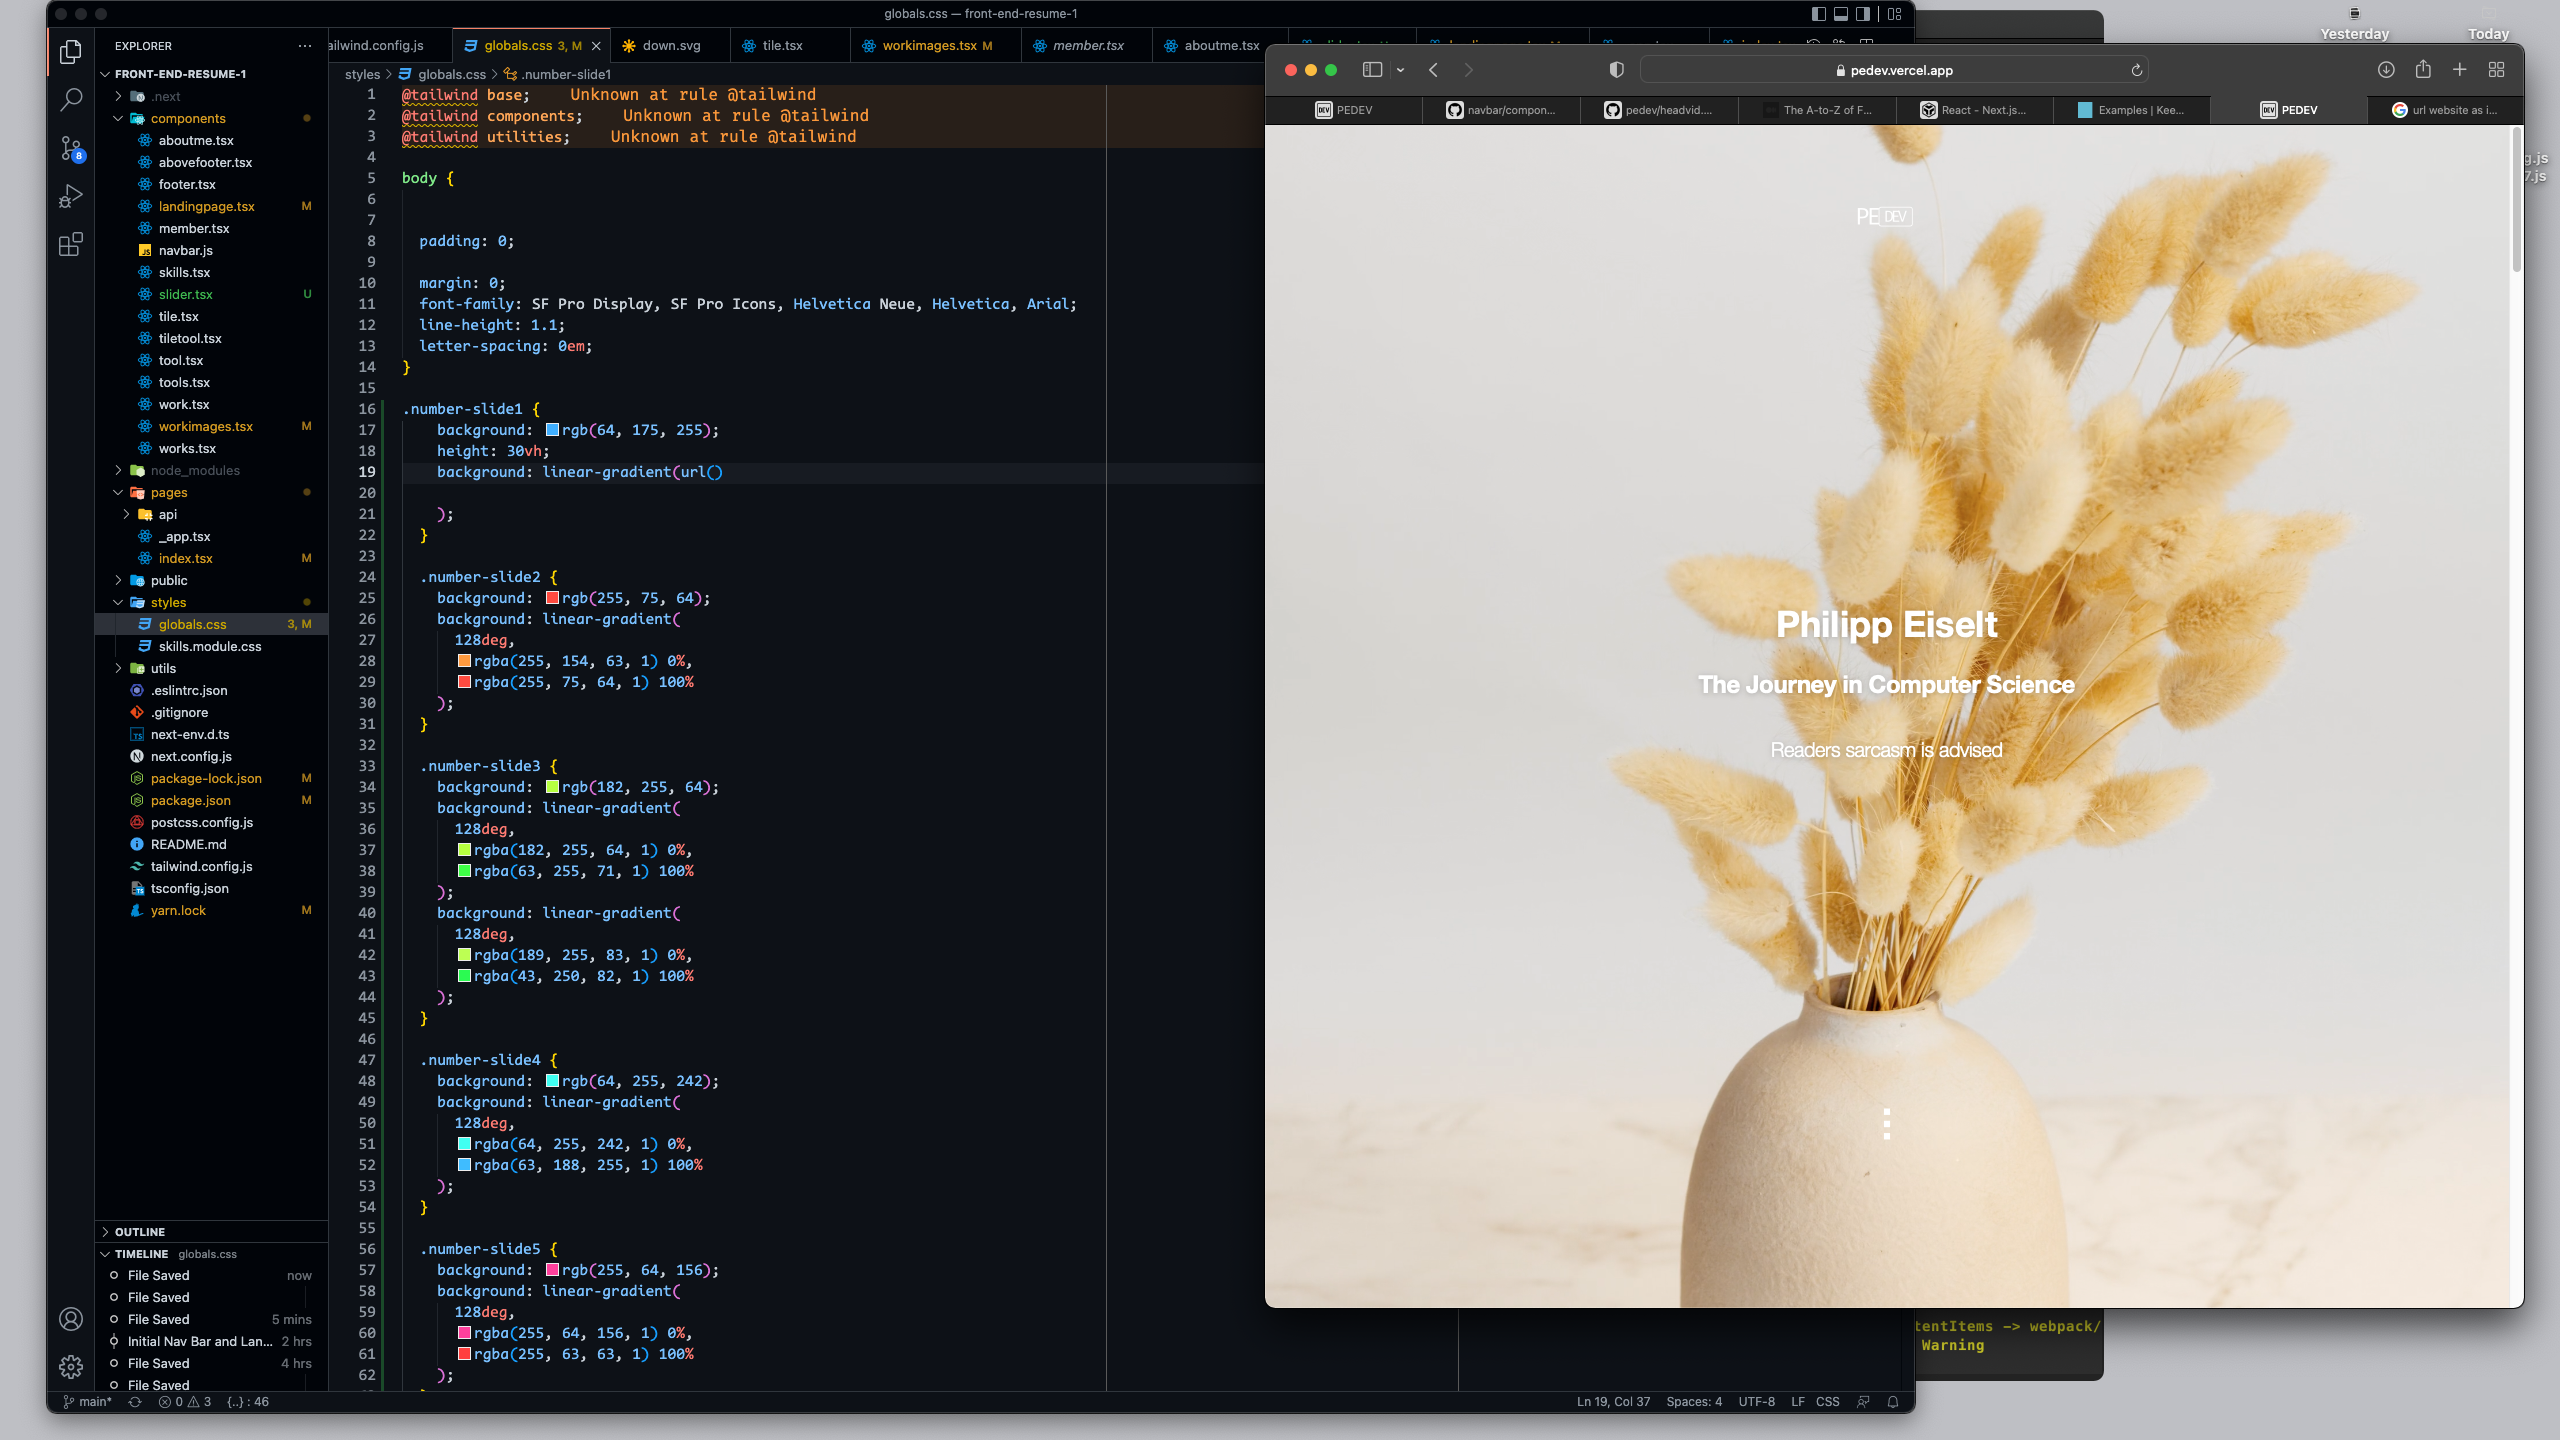 globals.css — front-end-resume-1
Yesterday
Today
EXPLORER
ailwind.config.js
globals.css 3, M
down.svg
tile.tsx
workimages.tsx M
member.tsx
aboutme.tsx
FRONT-END-RESUME-1
.next
components
aboutme.tsx
abovefooter.tsx
footer.tsx
landingpage.tsx M
member.tsx
navbar.js
skills.tsx
slider.tsx U
tile.tsx
tiletool.tsx
tool.tsx
tools.tsx
work.tsx
workimages.tsx M
works.tsx
node_modules
pages
api
_app.tsx
index.tsx M
public
styles
globals.css 3, M
skills.module.css
utils
.eslintrc.json
.gitignore
next-env.d.ts
next.config.js
package-lock.json M
package.json M
postcss.config.js
README.md
tailwind.config.js
tsconfig.json
yarn.lock M
OUTLINE
TIMELINE globals.css
File Saved now
File Saved
File Saved 5 mins
Initial Nav Bar and Lan... 2 hrs
File Saved 4 hrs
File Saved
8
styles > globals.css > .number-slide1
1 @tailwind base; Unknown at rule @tailwind
2 @tailwind components; Unknown at rule @tailwind
3 @tailwind utilities; Unknown at rule @tailwind
4
5 body {
6
7
8 padding: 0;
9
10 margin: 0;
11 font-family: SF Pro Display, SF Pro Icons, Helvetica Neue, Helvetica, Arial;
12 line-height: 1.1;
13 letter-spacing: 0em;
14 }
15
16 .number-slide1 {
17 background: rgb(64, 175, 255);
18 height: 30vh;
19 background: linear-gradient(url()
20
21 );
22 }
23
24 .number-slide2 {
25 background: rgb(255, 75, 64);
26 background: linear-gradient(
27 128deg,
28 rgba(255, 154, 63, 1) 0%,
29 rgba(255, 75, 64, 1) 100%
30 );
31 }
32
33 .number-slide3 {
34 background: rgb(182, 255, 64);
35 background: linear-gradient(
36 128deg,
37 rgba(182, 255, 64, 1) 0%,
38 rgba(63, 255, 71, 1) 100%
39 );
40 background: linear-gradient(
41 128deg,
42 rgba(189, 255, 83, 1) 0%,
43 rgba(43, 250, 82, 1) 100%
44 );
45 }
46
47 .number-slide4 {
48 background: rgb(64, 255, 242);
49 background: linear-gradient(
50 128deg,
51 rgba(64, 255, 242, 1) 0%,
52 rgba(63, 188, 255, 1) 100%
53 );
54 }
55
56 .number-slide5 {
57 background: rgb(255, 64, 156);
58 background: linear-gradient(
59 128deg,
60 rgba(255, 64, 156, 1) 0%,
61 rgba(255, 63, 63, 1) 100%
62 );
main* 0 3 {..} : 46
Ln 19, Col 37 Spaces: 4 UTF-8 LF CSS
pedev.vercel.app
PEDEV
navbar/compon...
pedev/headvid....
The A-to-Z of F...
React - Next.js...
Examples | Kee...
PEDEV
url website as i...
PE DEV
Philipp Eiselt
The Journey in Computer Science
Readers sarcasm is advised
g.js
7.js
tentItems -> webpack/
Warning